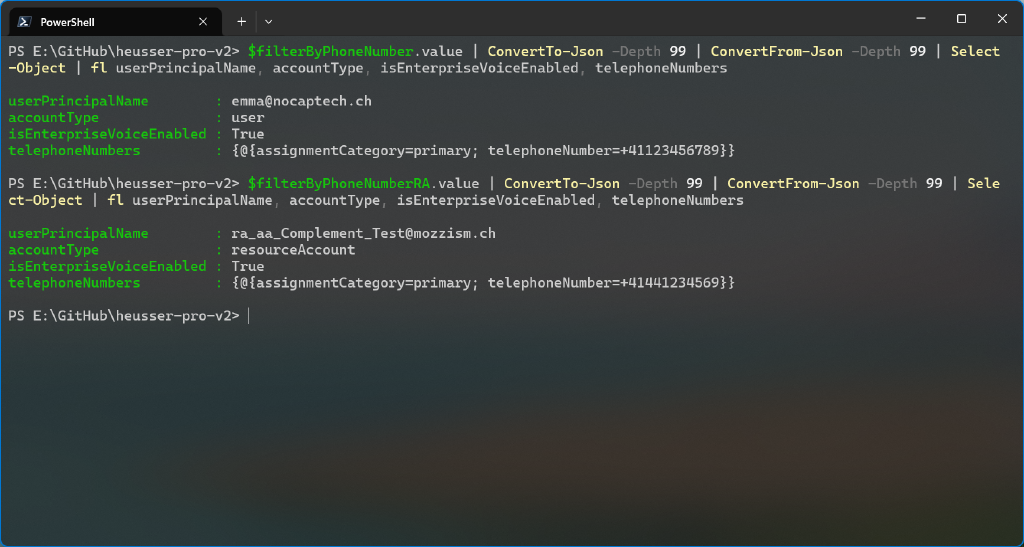 PowerShell
PS E:\GitHub\heusser-pro-v2> $filterByPhoneNumber.value | ConvertTo-Json -Depth 99 | ConvertFrom-Json -Depth 99 | Select
-Object | fl userPrincipalName, accountType, isEnterpriseVoiceEnabled, telephoneNumbers
userPrincipalName        : emma@nocaptech.ch
accountType              : user
isEnterpriseVoiceEnabled : True
telephoneNumbers         : {@{assignmentCategory=primary; telephoneNumber=+41123456789}}
PS E:\GitHub\heusser-pro-v2> $filterByPhoneNumberRA.value | ConvertTo-Json -Depth 99 | ConvertFrom-Json -Depth 99 | Sele
ct-Object | fl userPrincipalName, accountType, isEnterpriseVoiceEnabled, telephoneNumbers
userPrincipalName        : ra_aa_Complement_Test@mozzism.ch
accountType              : resourceAccount
isEnterpriseVoiceEnabled : True
telephoneNumbers         : {@{assignmentCategory=primary; telephoneNumber=+41441234569}}
PS E:\GitHub\heusser-pro-v2>